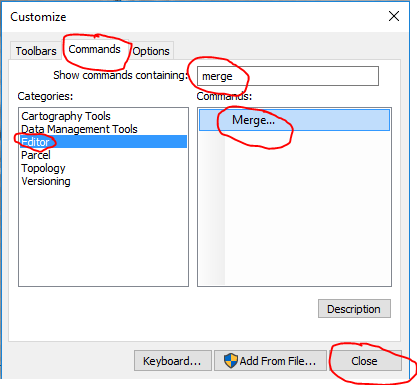 Customize
Toolbars Commands Options
Show commands containing: merge
Categories: Commands:
Cartography Tools
Data Management Tools
Editor
Parcel
Topology
Versioning
Merge...
Description
Keyboard... Add From File... Close